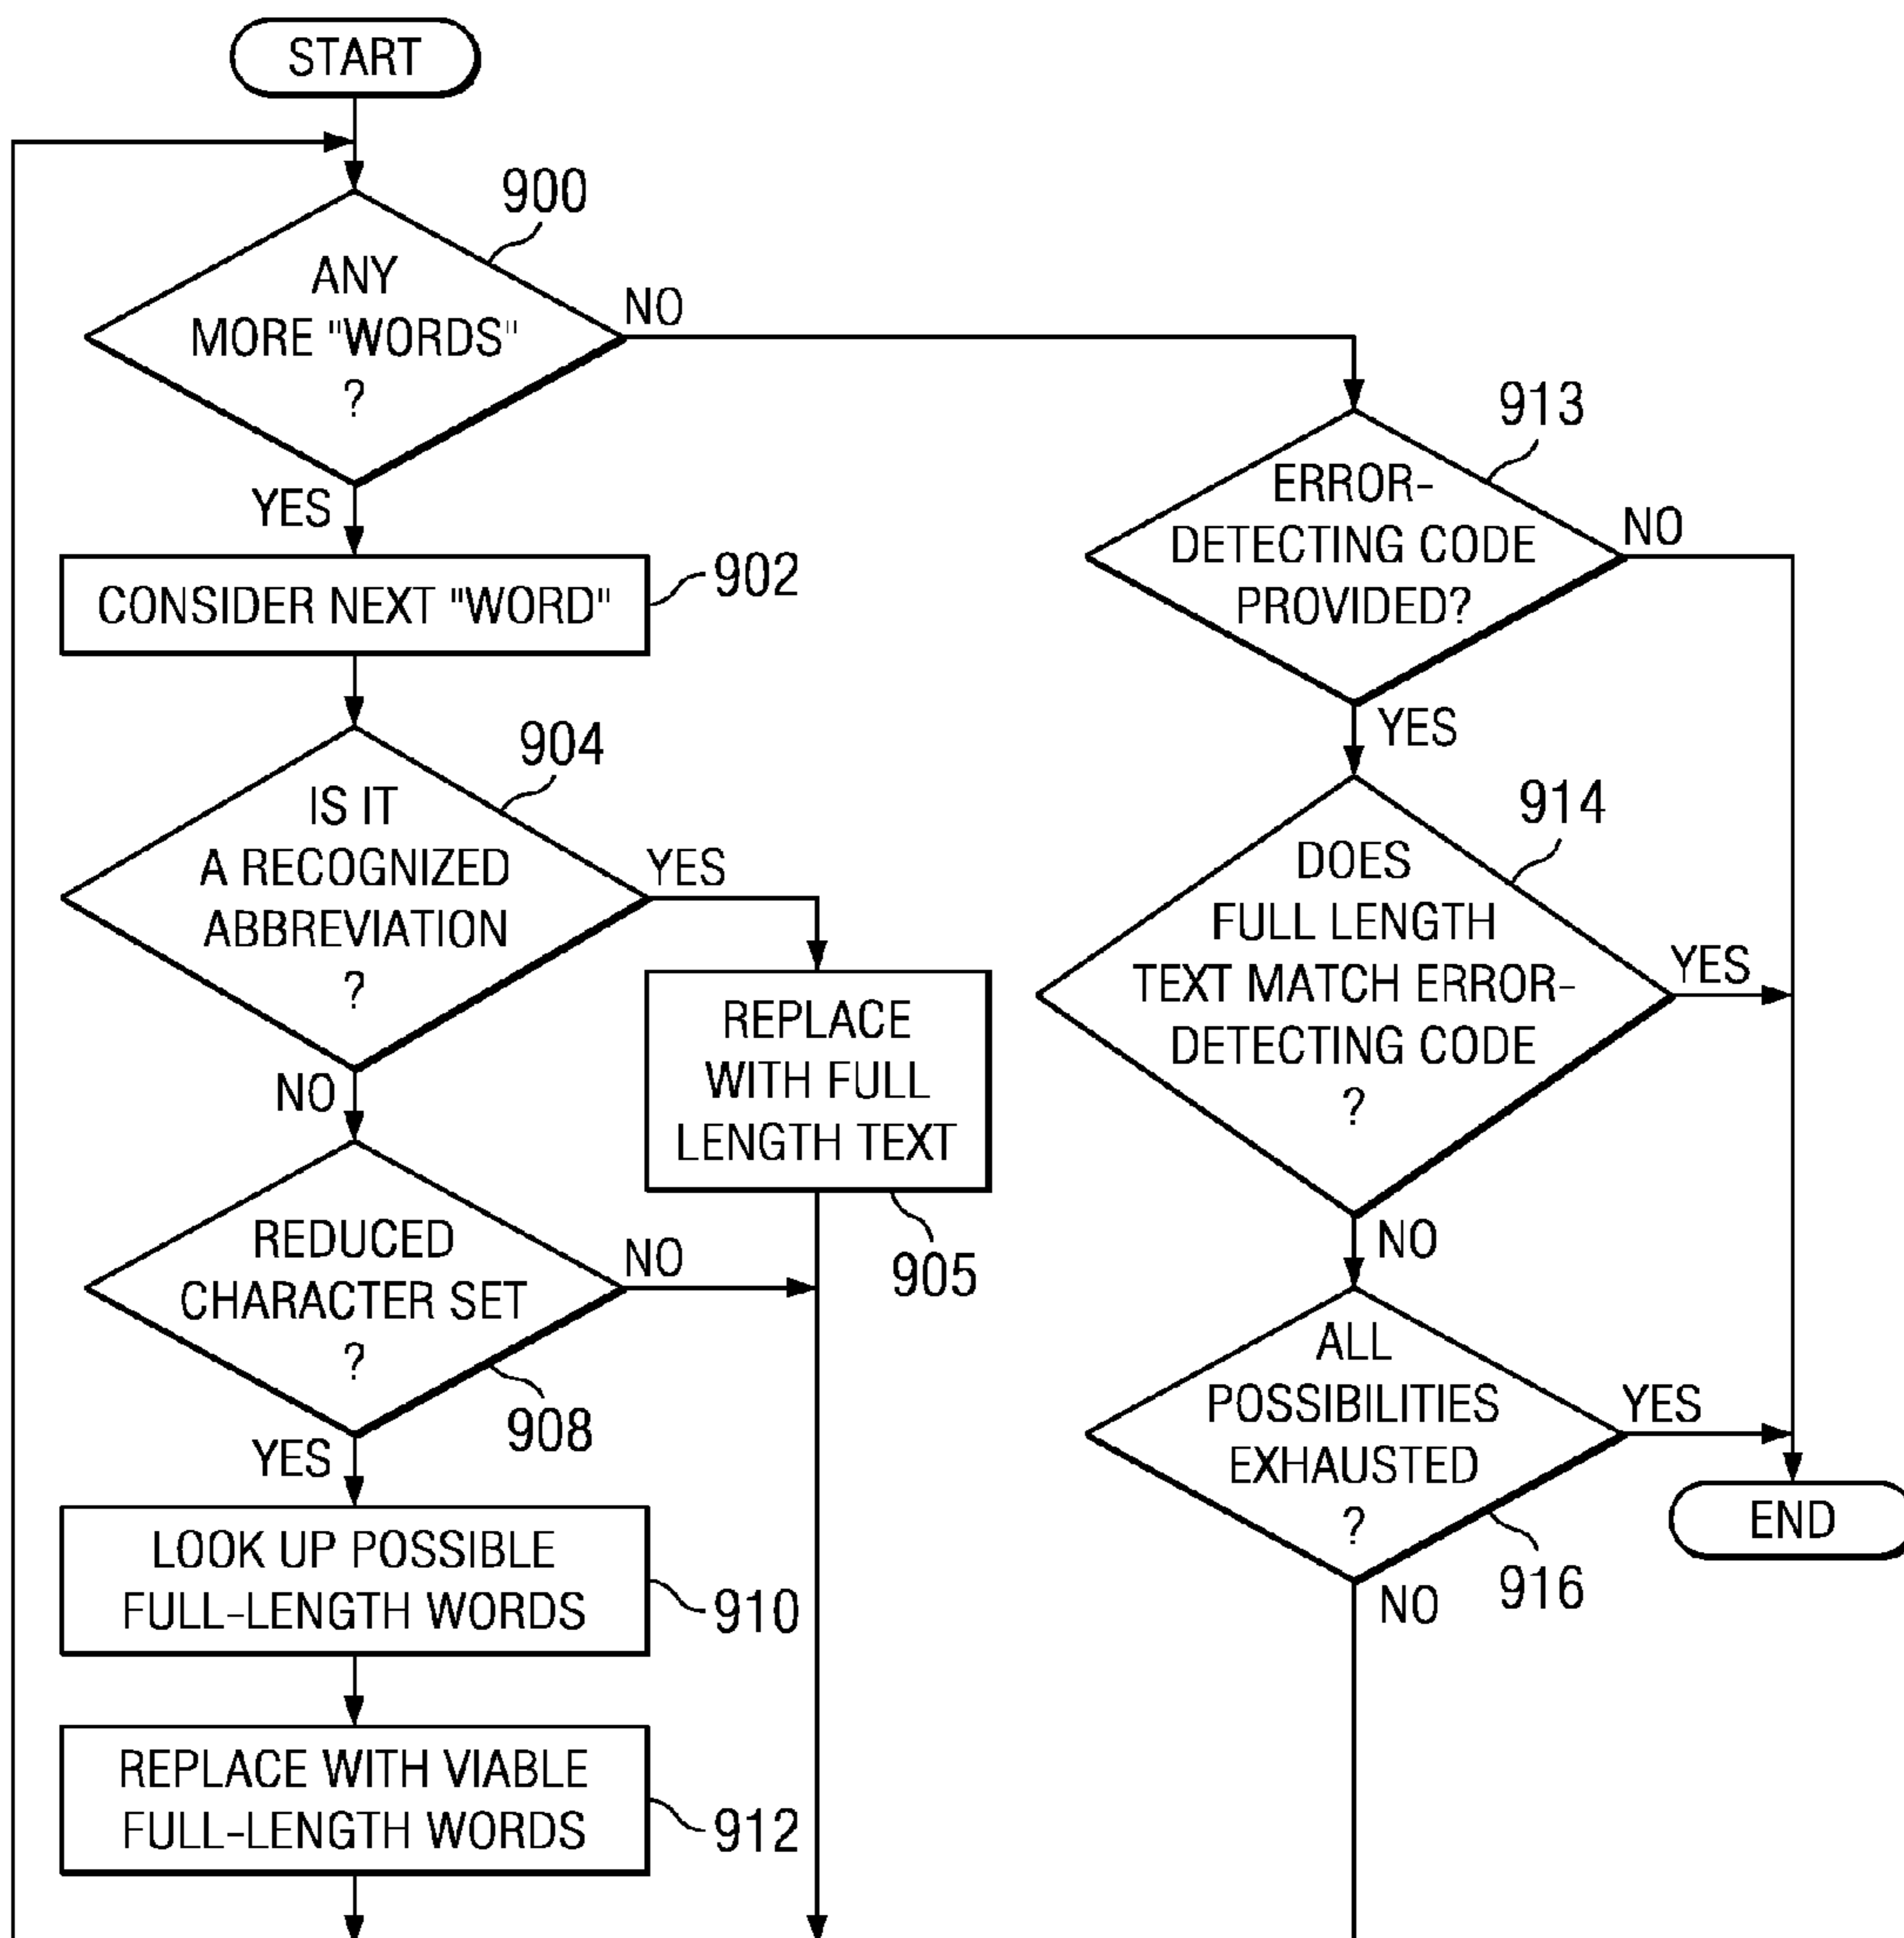 START
900
ANY
MORE "WORDS"
?
NO
YES
902
CONSIDER NEXT "WORD"
904
IS IT
A RECOGNIZED
ABBREVIATION
?
YES
NO
REPLACE
WITH FULL
LENGTH TEXT
905
REDUCED
CHARACTER SET
?
NO
908
YES
LOOK UP POSSIBLE
FULL-LENGTH WORDS
910
REPLACE WITH VIABLE
FULL-LENGTH WORDS
912
913
ERROR-
DETECTING CODE
PROVIDED?
NO
YES
914
DOES
FULL LENGTH
TEXT MATCH ERROR-
DETECTING CODE
?
YES
NO
ALL
POSSIBILITIES
EXHAUSTED
?
YES
916
NO
END